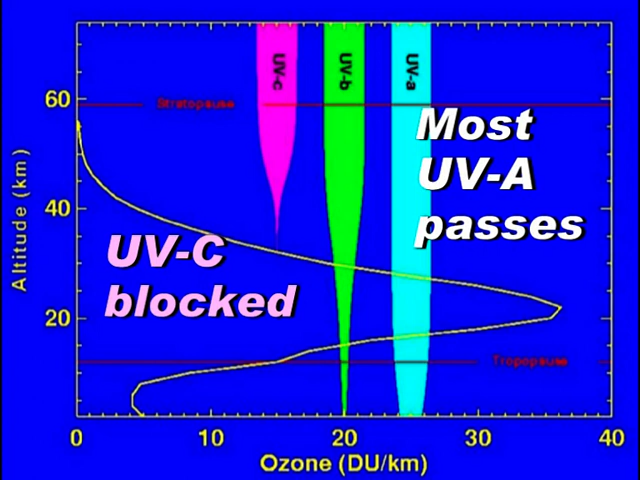 UV-c
UV-b
UV-a
60
Stratopause
Most
UV-A
passes
40
Altitude (km)
UV-C
blocked
20
Tropopause
0
10
20
30
40
Ozone (DU/km)